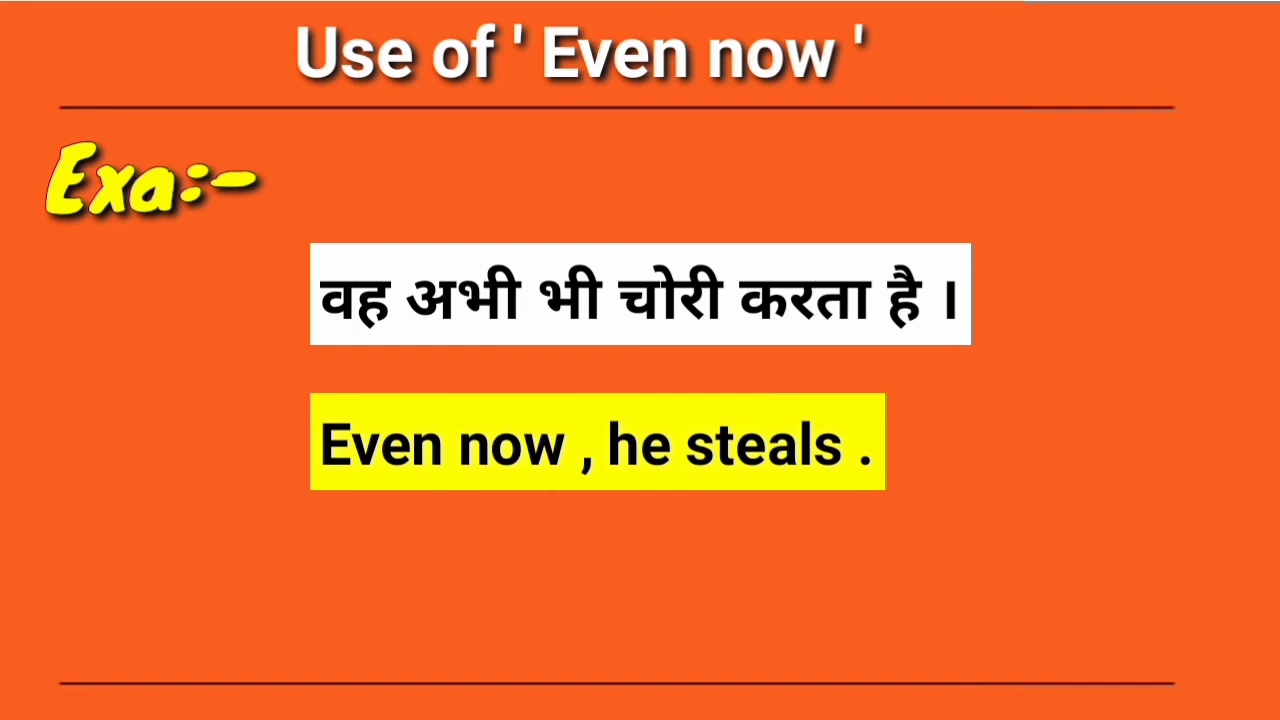 Use of ' Even now '
Exa:-
वह अभी भी चोरी करता है ।
Even now , he steals .